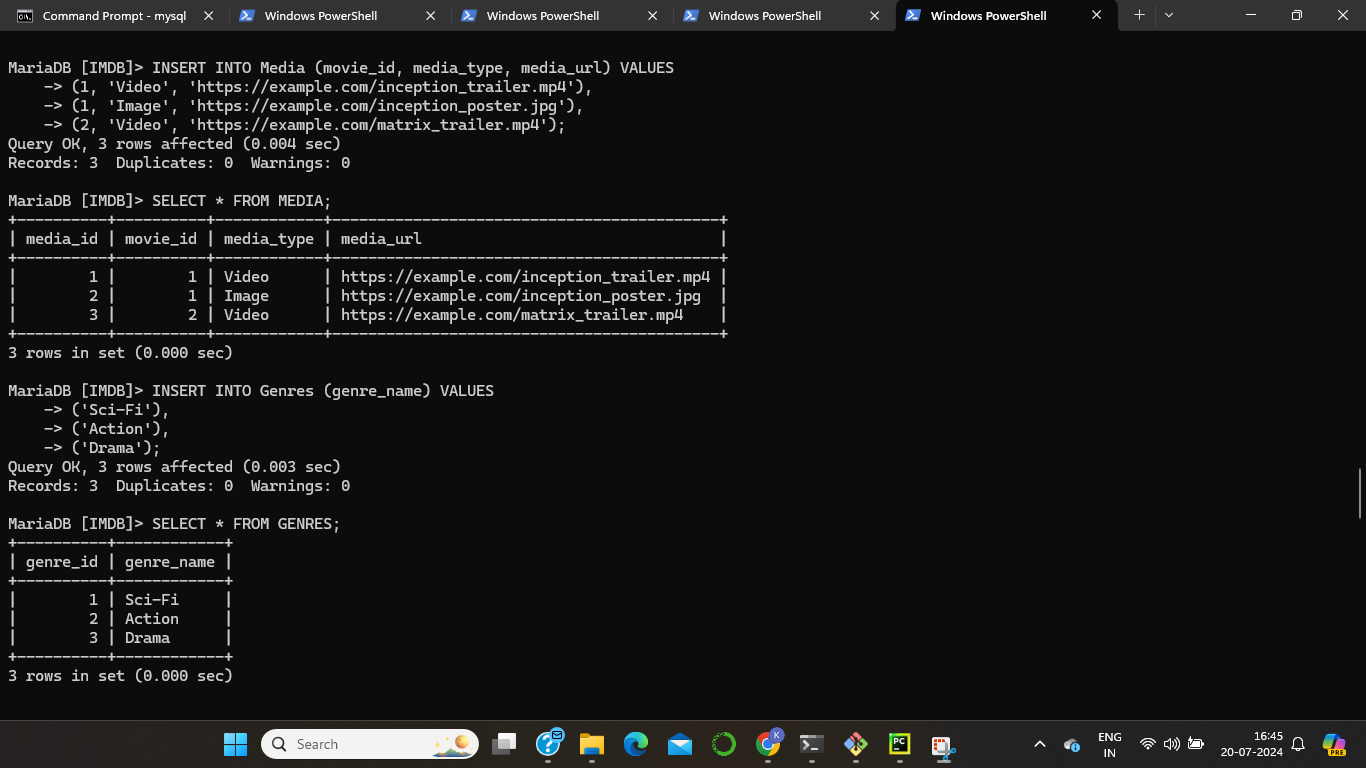 Command Prompt - mysql
Windows PowerShell
Windows PowerShell
Windows PowerShell
Windows PowerShell
MariaDB [IMDB]> INSERT INTO Media (movie_id, media_type, media_url) VALUES
    -> (1, 'Video', 'https://example.com/inception_trailer.mp4'),
    -> (1, 'Image', 'https://example.com/inception_poster.jpg'),
    -> (2, 'Video', 'https://example.com/matrix_trailer.mp4');
Query OK, 3 rows affected (0.004 sec)
Records: 3  Duplicates: 0  Warnings: 0
MariaDB [IMDB]> SELECT * FROM MEDIA;
+----------+----------+------------+-------------------------------------------+
| media_id | movie_id | media_type | media_url                                 |
+----------+----------+------------+-------------------------------------------+
|        1 |        1 | Video      | https://example.com/inception_trailer.mp4 |
|        2 |        1 | Image      | https://example.com/inception_poster.jpg  |
|        3 |        2 | Video      | https://example.com/matrix_trailer.mp4    |
+----------+----------+------------+-------------------------------------------+
3 rows in set (0.000 sec)
MariaDB [IMDB]> INSERT INTO Genres (genre_name) VALUES
    -> ('Sci-Fi'),
    -> ('Action'),
    -> ('Drama');
Query OK, 3 rows affected (0.003 sec)
Records: 3  Duplicates: 0  Warnings: 0
MariaDB [IMDB]> SELECT * FROM GENRES;
+----------+------------+
| genre_id | genre_name |
+----------+------------+
|        1 | Sci-Fi     |
|        2 | Action     |
|        3 | Drama      |
+----------+------------+
3 rows in set (0.000 sec)
Search
K
PC
ENG
IN
16:45
20-07-2024
PRE